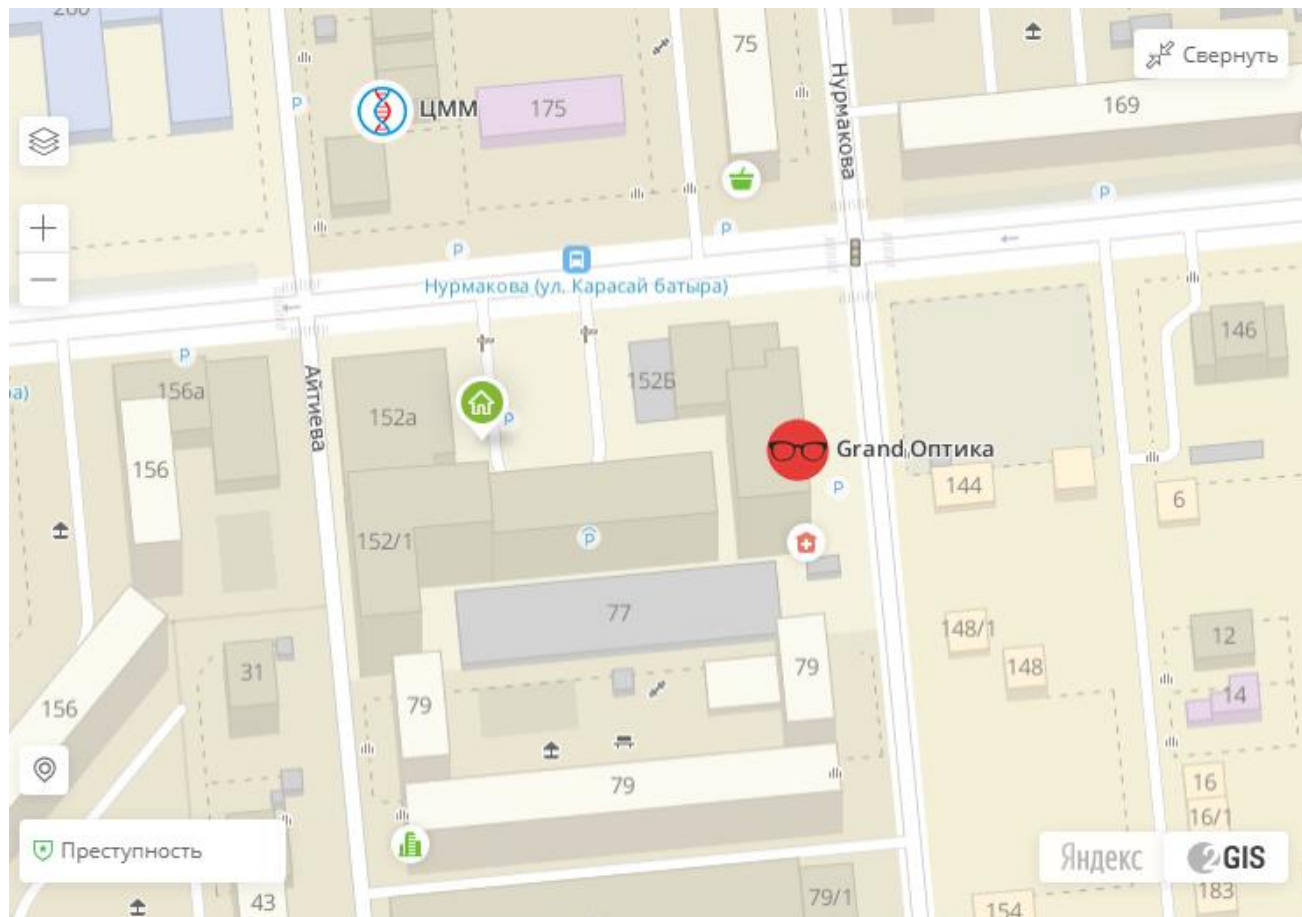 200
75
Свернуть
ЦММ
175
Нурмакова
169
P
P
P
P
Айтиева
Нурмакова (ул. Карасай батыра)
146
P
156а
152Б
152а
а)
P
156
Grand Оптика
144
P
6
152/1
P
77
148/1
12
31
79
148
14
156
79
79
16
16/1
Преступность
Яндекс
2GIS
43
79/1
154
183